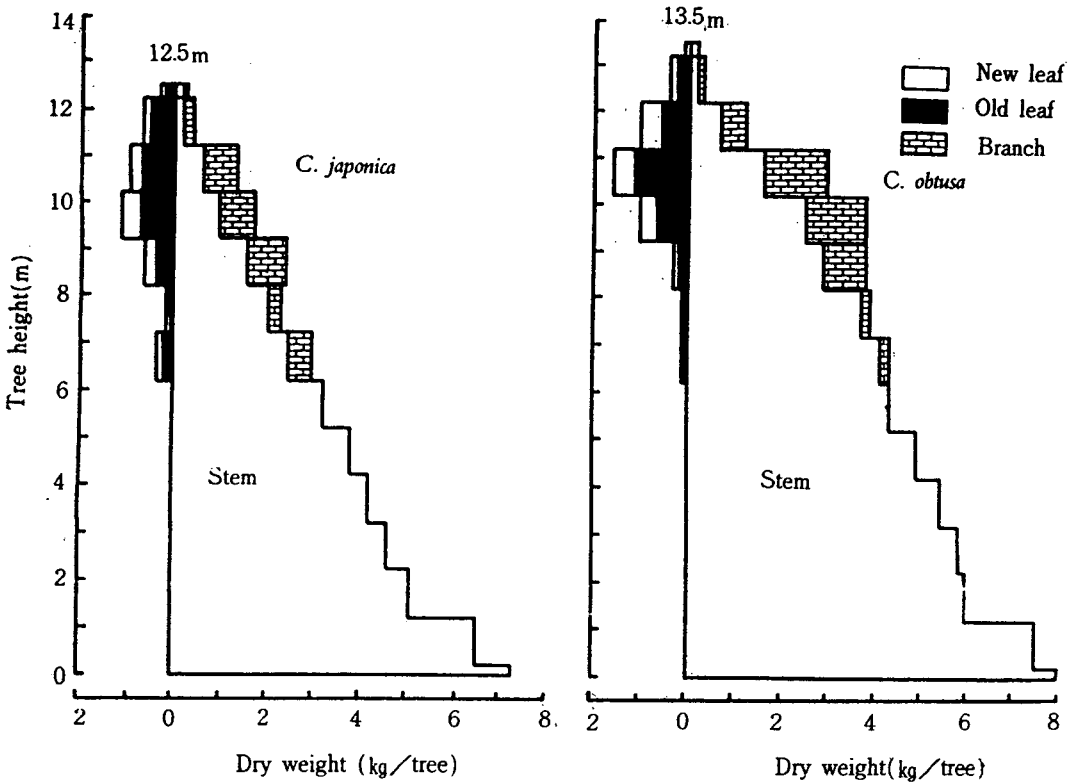 14
12
10
8
6
4
2
0
Tree height(m)
12.5m
C. japonica
Stem
2 0 2 4 6 8
Dry weight (kg/tree)
13.5m
New leaf
Old leaf
Branch
C. obtusa
Stem
2 0 2 4 6 8
Dry weight(kg/tree)